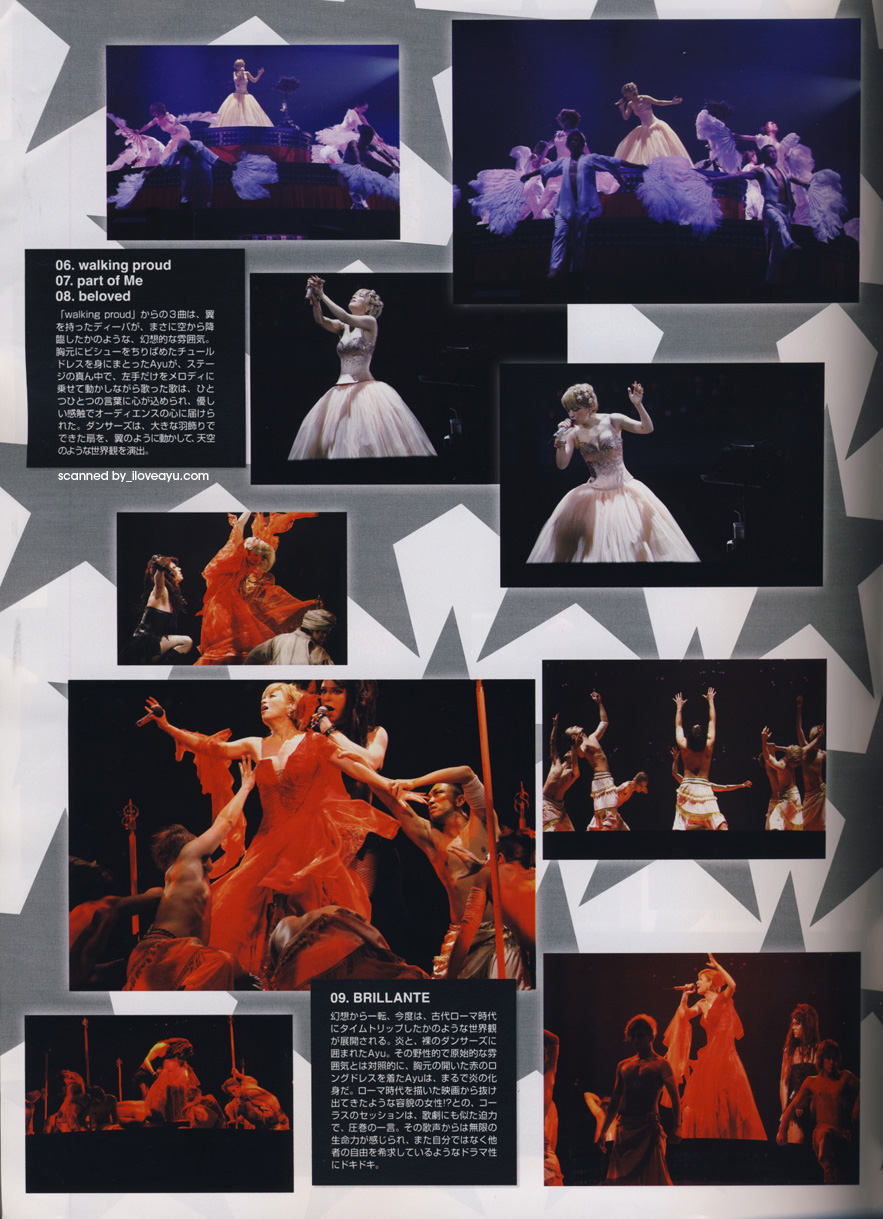 06. walking proud
07. part of Me
08. beloved
「walking proud」からの3曲は、翼
を持ったディーバが、まさに空から降
臨したかのような、幻想的な雰囲気。
胸元にビジューをちりばめたチュール
ドレスを身にまとったAyuが、ステー
ジの真ん中で、左手だけをメロディに
乗せて動かしながら歌った歌は、ひと
つひとつの言葉に心が込められ、優し
い感触でオーディエンスの心に届けら
れた。ダンサーズは、大きな羽飾りで
できた扇を、翼のように動かして、天空
のような世界観を演出。
scanned by_iloveayu.com
09. BRILLANTE
幻想から一転、今度は、古代ローマ時代
にタイムトリップしたかのような世界観
が展開される。炎と、裸のダンサーズに
囲まれたAyu。その野性的で原始的な雰
囲気とは対照的に、胸元の開いた赤のロ
ングドレスを着たAyuは、まるで炎の化
身だ。ローマ時代を描いた映画から抜け
出てきたような容貌の女性!?との、コー
ラスのセッションは、歌劇にも似た迫力
で、圧巻の一言。その歌声からは無限の
生命力が感じられ、また自分ではなく他
者の自由を希求しているようなドラマ性
にドキドキ。